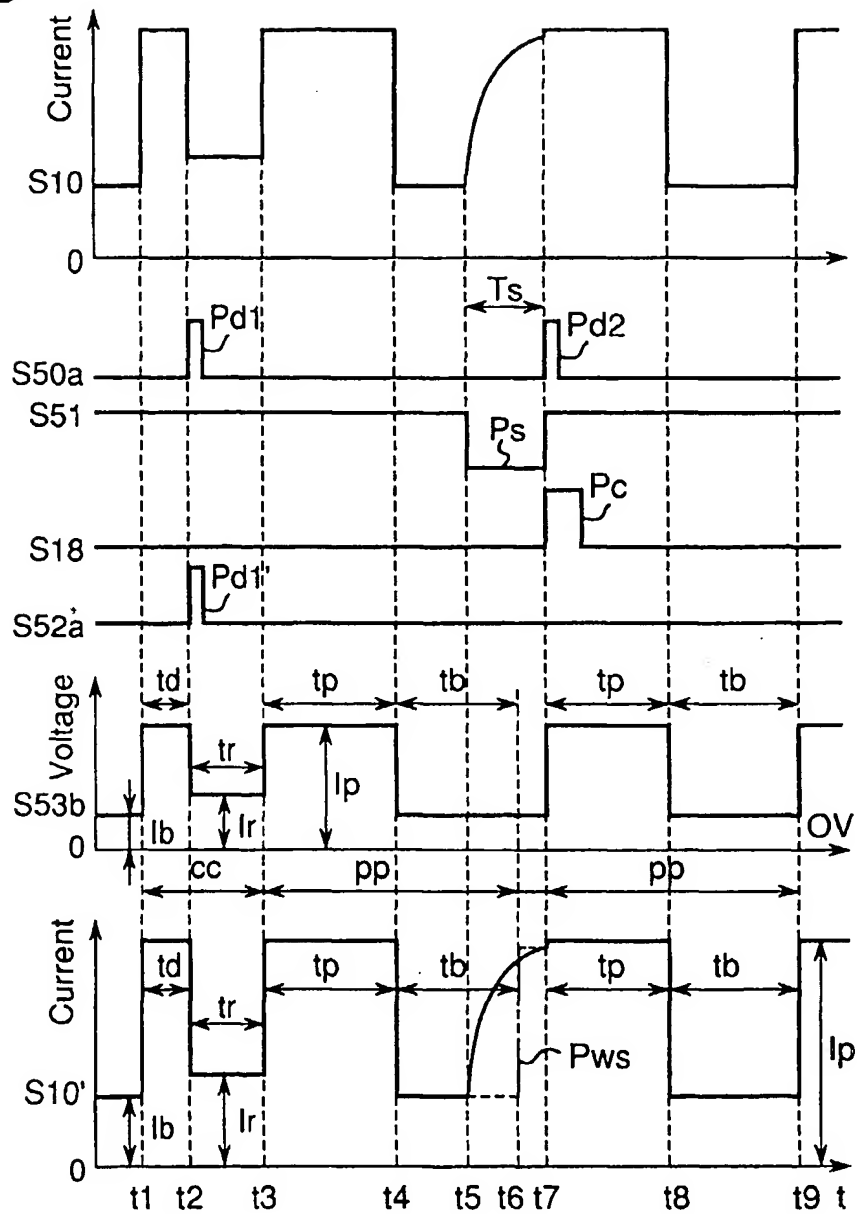 Current
S10
0
Ts
Pd1
Pd2
S50a
S51
Ps
Pc
S18
Pd1'
S52'a
Voltage
td
tp
tb
tp
tb
tr
Ip
S53b
Ib
Ir
0V
0
cc
pp
pp
Current
td
tp
tb
tp
tb
tr
Pws
Ip
S10'
Ib
Ir
0
t1 t2 t3 t4 t5 t6 t7 t8 t9 t